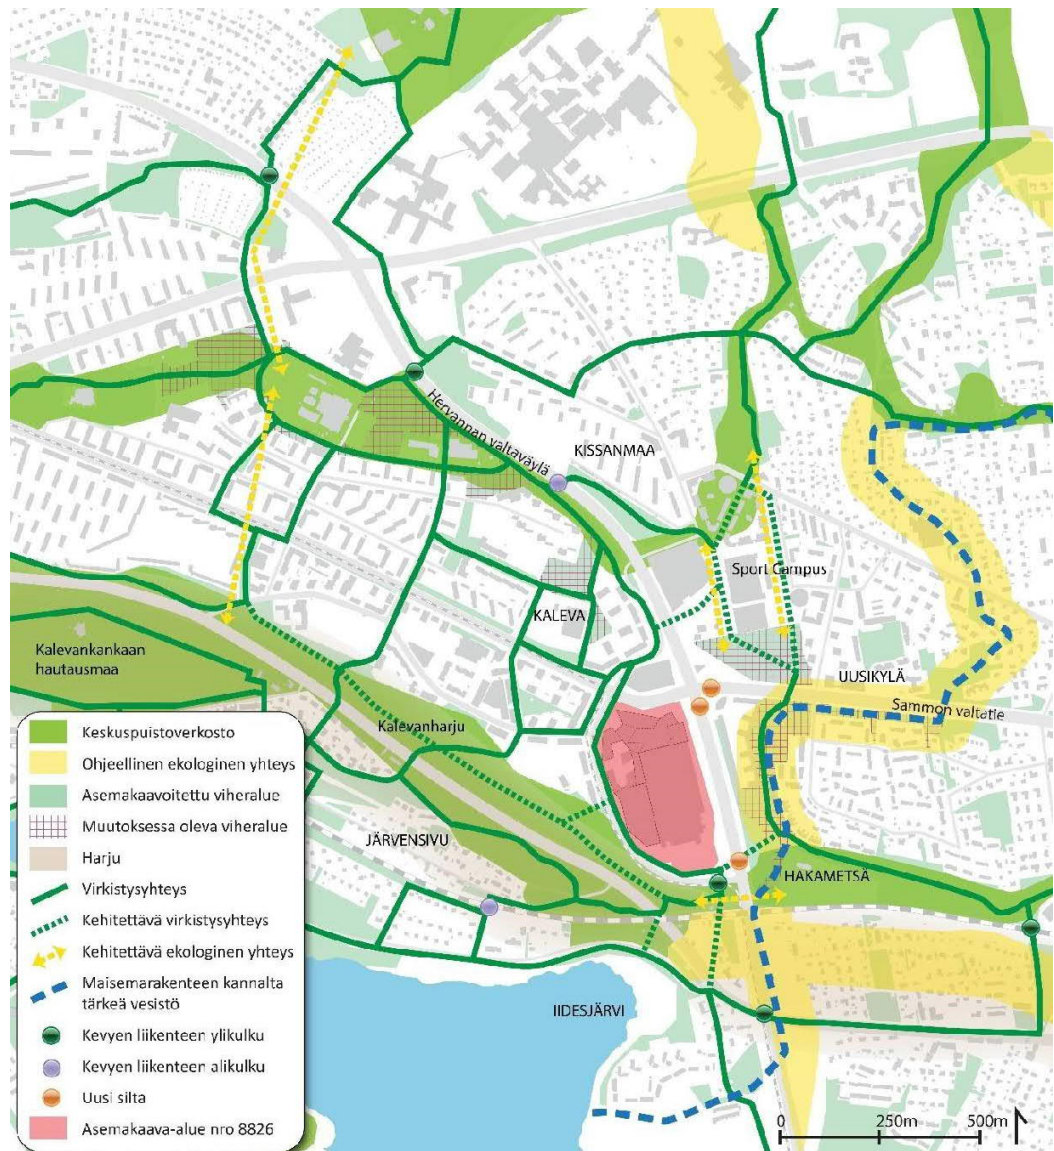 Hervannan valtaväylä
KISSANMAA
Sport Campus
KALEVA
Kalevankankaan
hautausmaa
UUSIKYLÄ
Sammon valtatie
Kalevanharju
JÄRVENSIVU
HAKAMETSÄ
IIDESJÄRVI
Keskuspuistoverkosto
Ohjeellinen ekologinen yhteys
Asemakaavoitettu viheralue
Muutoksessa oleva viheralue
Harju
Virkistysyhteys
Kehitettävä virkistysyhteys
Kehitettävä ekologinen yhteys
Maisemarakenteen kannalta
tärkeä vesistö
Kevyen liikenteen ylikulku
Kevyen liikenteen alikulku
Uusi silta
Asemakaava-alue nro 8826
0 250m 500m